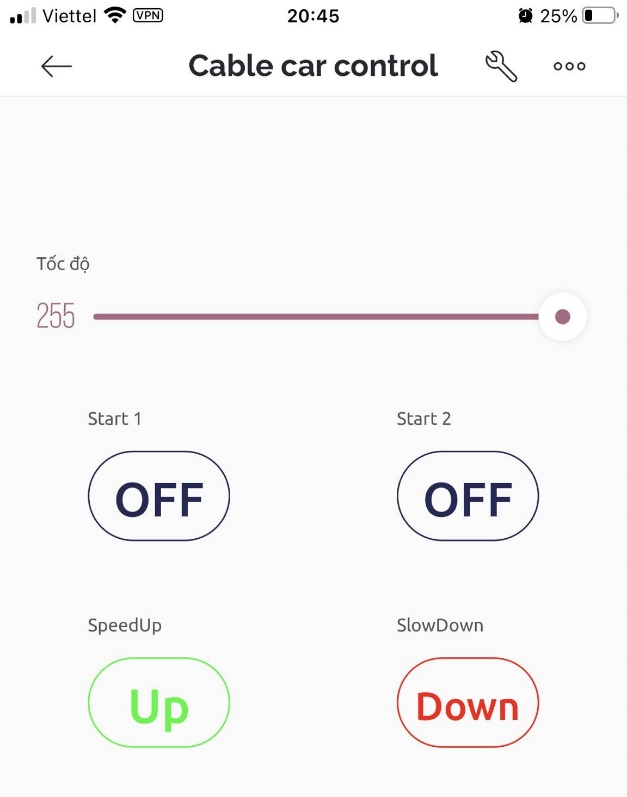 Viettel VPN 20:45 25%
Cable car control
Tốc độ
255
Start 1 Start 2
OFF OFF
SpeedUp SlowDown
Up Down